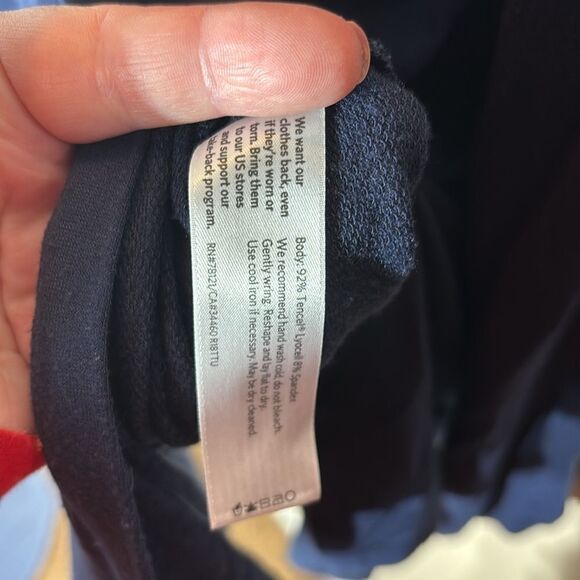 We want our
clothes back, even
if they're worn or
torn. Bring them
to our US stores
and support our
take-back program.
Body: 92% Tencel® Lyocell 8% Spandex
We recommend hand wash cold, do not bleach.
Gently wring. Reshape and lay flat to dry.
Use cool iron if necessary. May be dry cleaned.
RN#78121/CA#34460 R18TTU